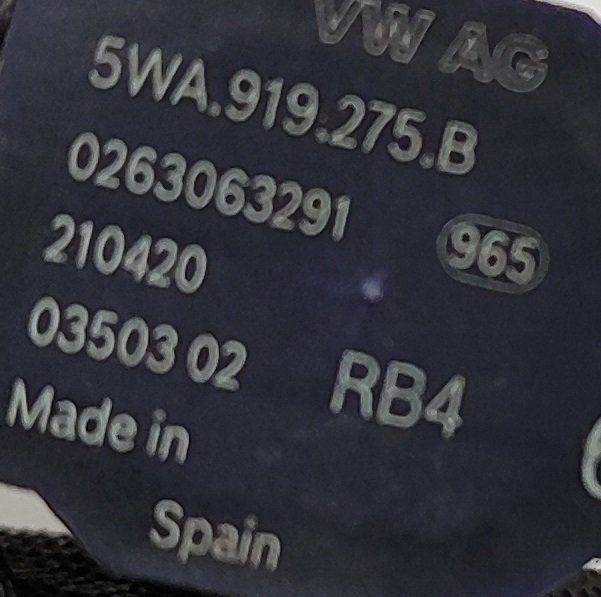 VW AG
5WA.919.275.B
0263063291
965
210420
03503 02
RB4
Made in
Spain